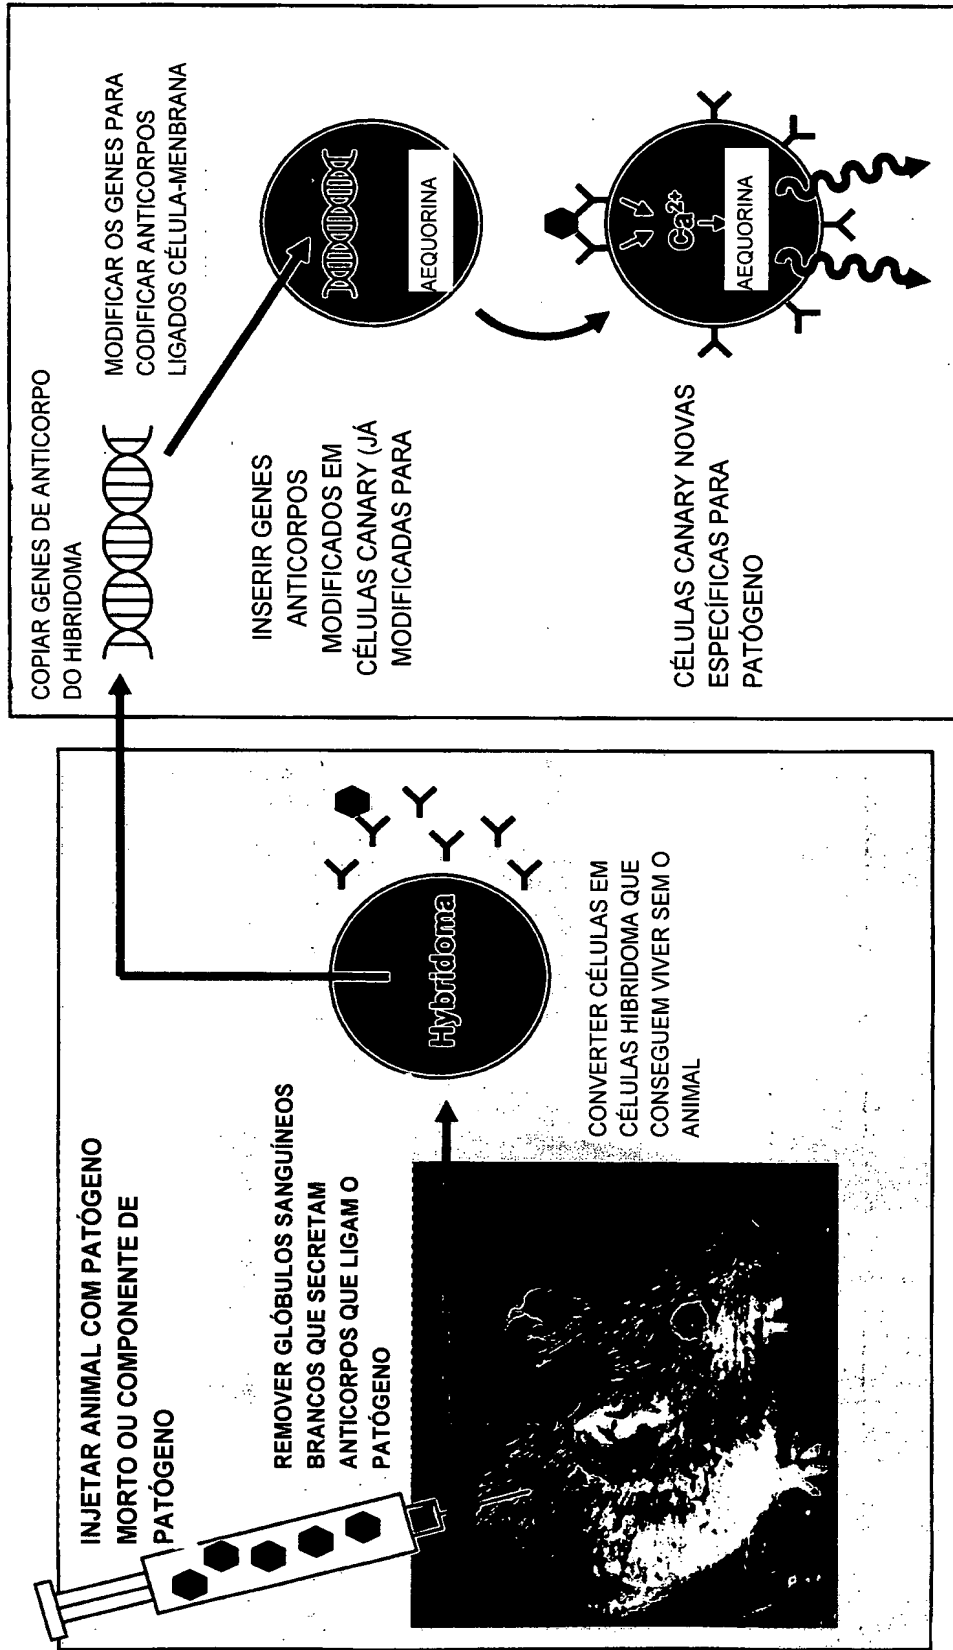 INJETAR ANIMAL COM PATÓGENO
MORTO OU COMPONENTE DE
PATÓGENO
REMOVER GLÓBULOS SANGUÍNEOS
BRANCOS QUE SECRETAM
ANTICORPOS QUE LIGAM O
PATÓGENO
Hybridoma
CONVERTER CÉLULAS EM
CÉLULAS HIBRIDOMA QUE
CONSEGUEM VIVER SEM O
ANIMAL
COPIAR GENES DE ANTICORPO
DO HIBRIDOMA
MODIFICAR OS GENES PARA
CODIFICAR ANTICORPOS
LIGADOS CÉLULA-MENBRANA
INSERIR GENES
ANTICORPOS
MODIFICADOS EM
CÉLULAS CANARY (JÁ
MODIFICADAS PARA
AEQUORINA
CÉLULAS CANARY NOVAS
ESPECÍFICAS PARA
PATÓGENO
Ca²⁺
AEQUORINA